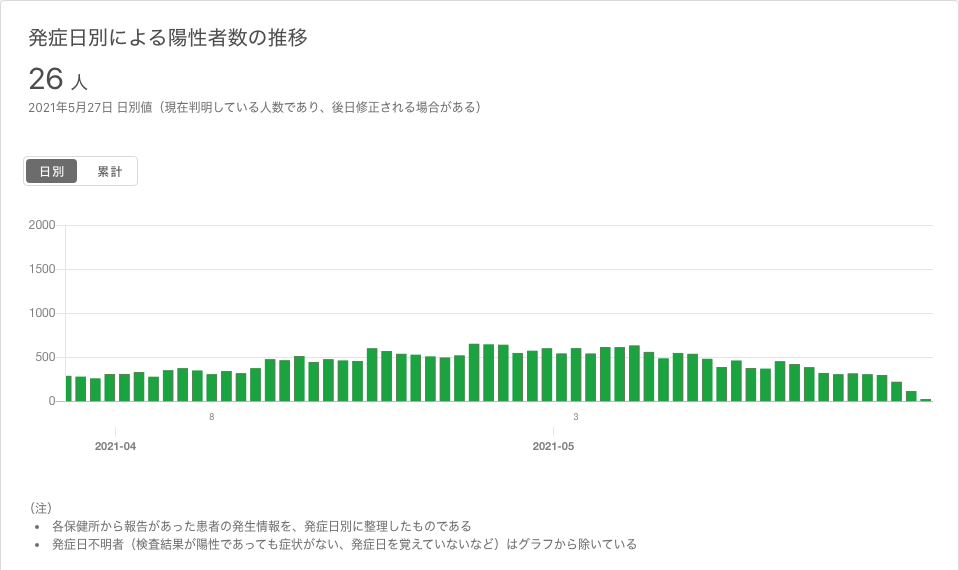 発症日別による陽性者数の推移
26 人
2021年5月27日 日別値（現在判明している人数であり、後日修正される場合がある）
日別 累計
2000
1500
1000
500
0
8 3
2021-04 2021-05
（注）
• 各保健所から報告があった患者の発生情報を、発症日別に整理したものである
• 発症日不明者（検査結果が陽性であっても症状がない、発症日を覚えていないなど）はグラフから除いている